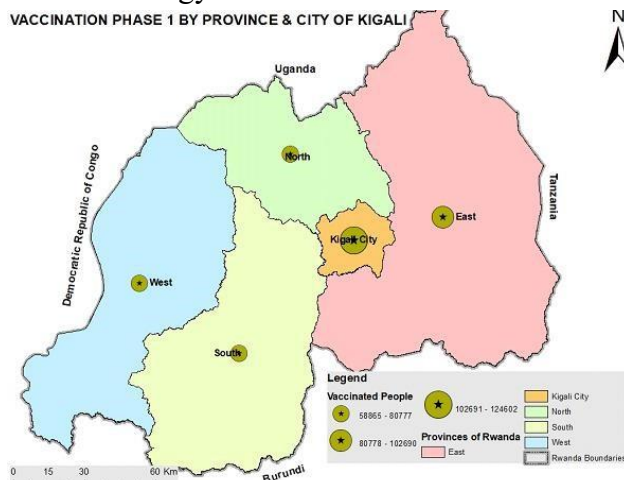 VACCINATION PHASE 1 BY PROVINCE & CITY OF KIGALI
N
Uganda
North
Democratic Republic of Congo
Tanzania
East
Kigali City
West
South
Legend
Vaccinated People
58865 - 80777
80778 - 102690
102691 - 124602
Provinces of Rwanda
East
Kigali City
North
South
West
Rwanda Boundaries
0 15 30 60 Km
Burundi